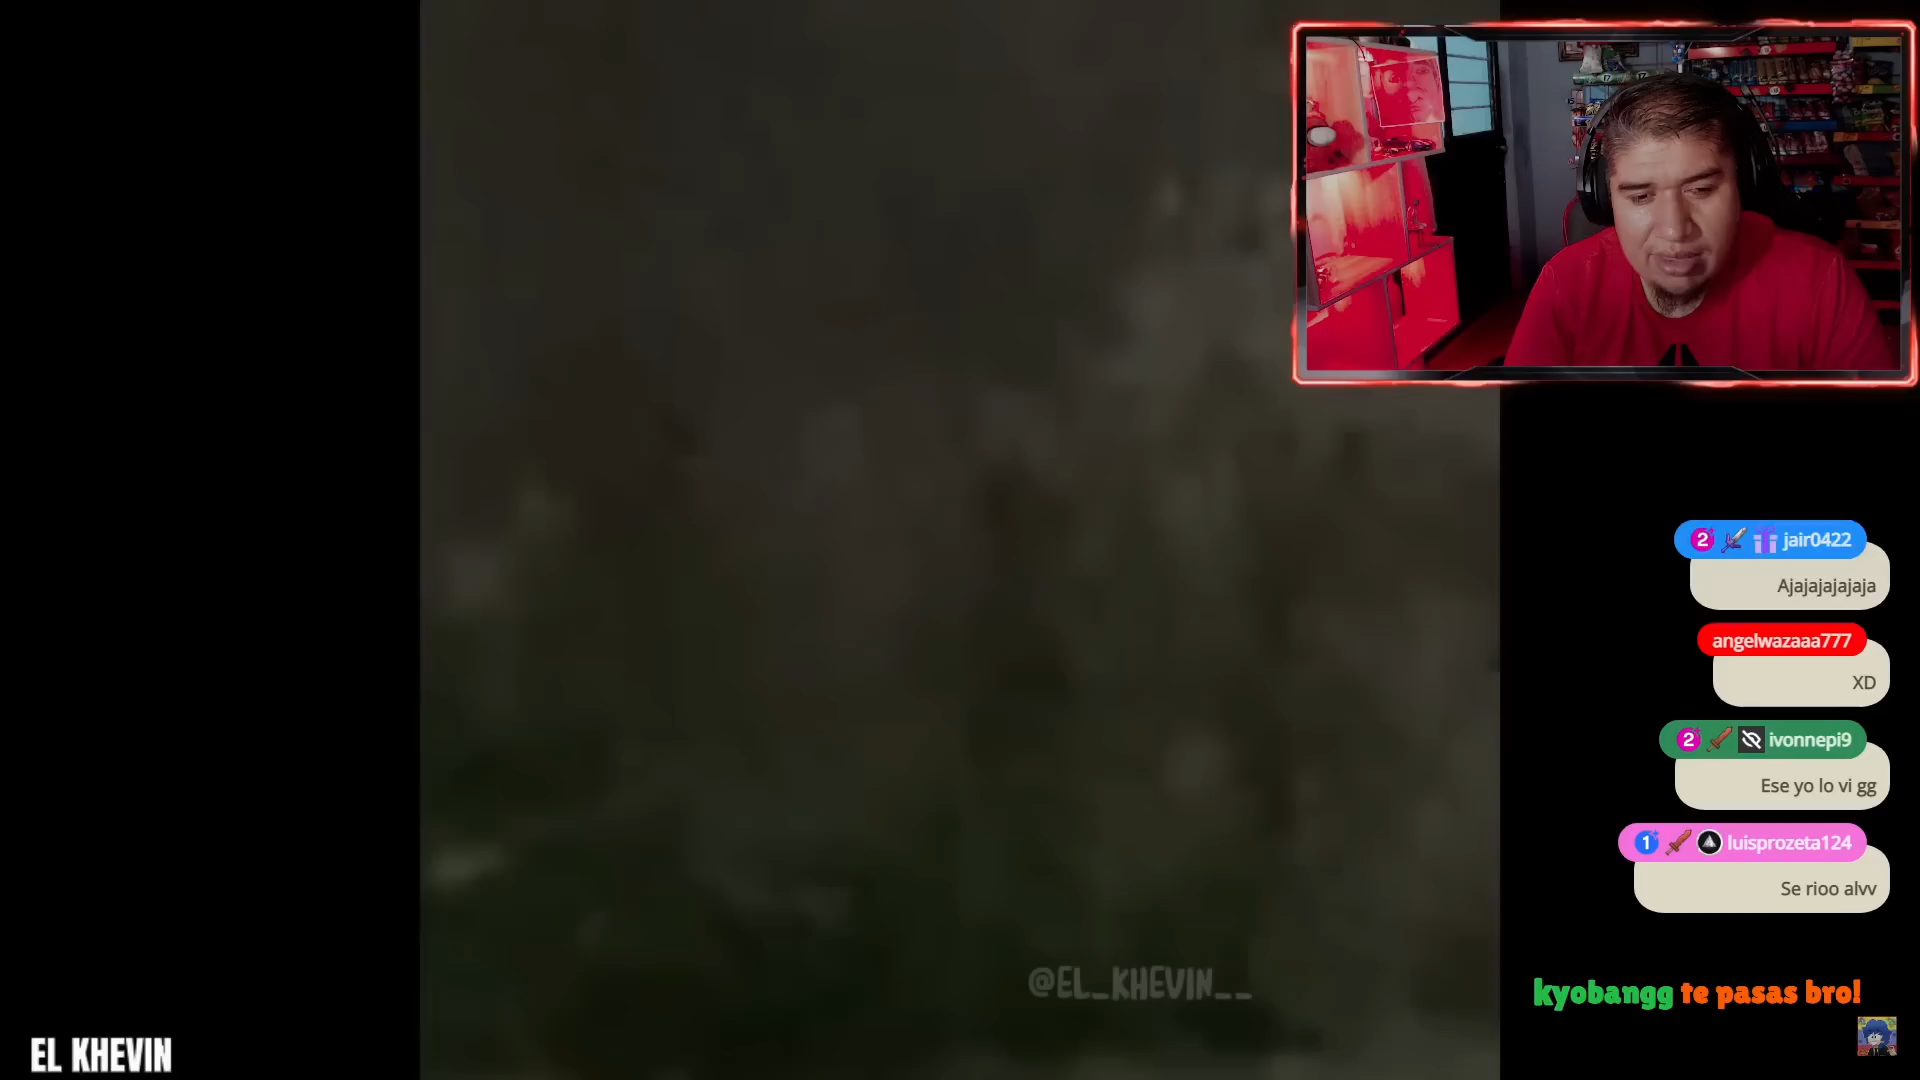 jair0422
Ajajajajajaja
angelwazaaa777
XD
ivonnepi9
Ese yo lo vi gg
luisprozeta124
Se rioo alvv
@EL_KHEVIN__
kyobangg te pasas bro!
EL KHEVIN